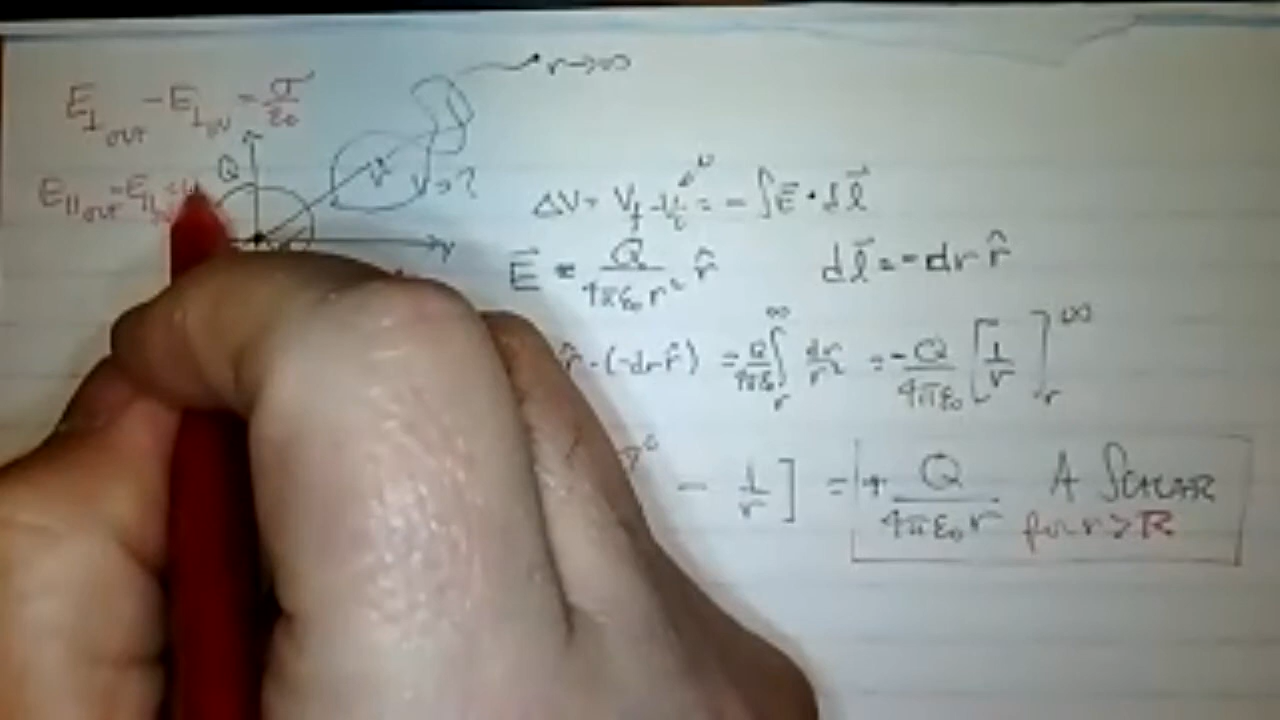 E⊥OUT - E⊥IN = σ/ε₀
r→∞
Q
V=?
E||OUT - E||IN =
r
ΔV = V_f - V_i = -∫E⃗ · dl⃗
E⃗ = Q/4πε₀r² r̂ dl⃗ = -dr r̂
r̂ · (-dr r̂) = Q/4πε₀ ∫_r^∞ dr/r² = -Q/4πε₀ [1/r]_r^∞
- 1/r] = + Q/4πε₀r A SCALAR
for r > R